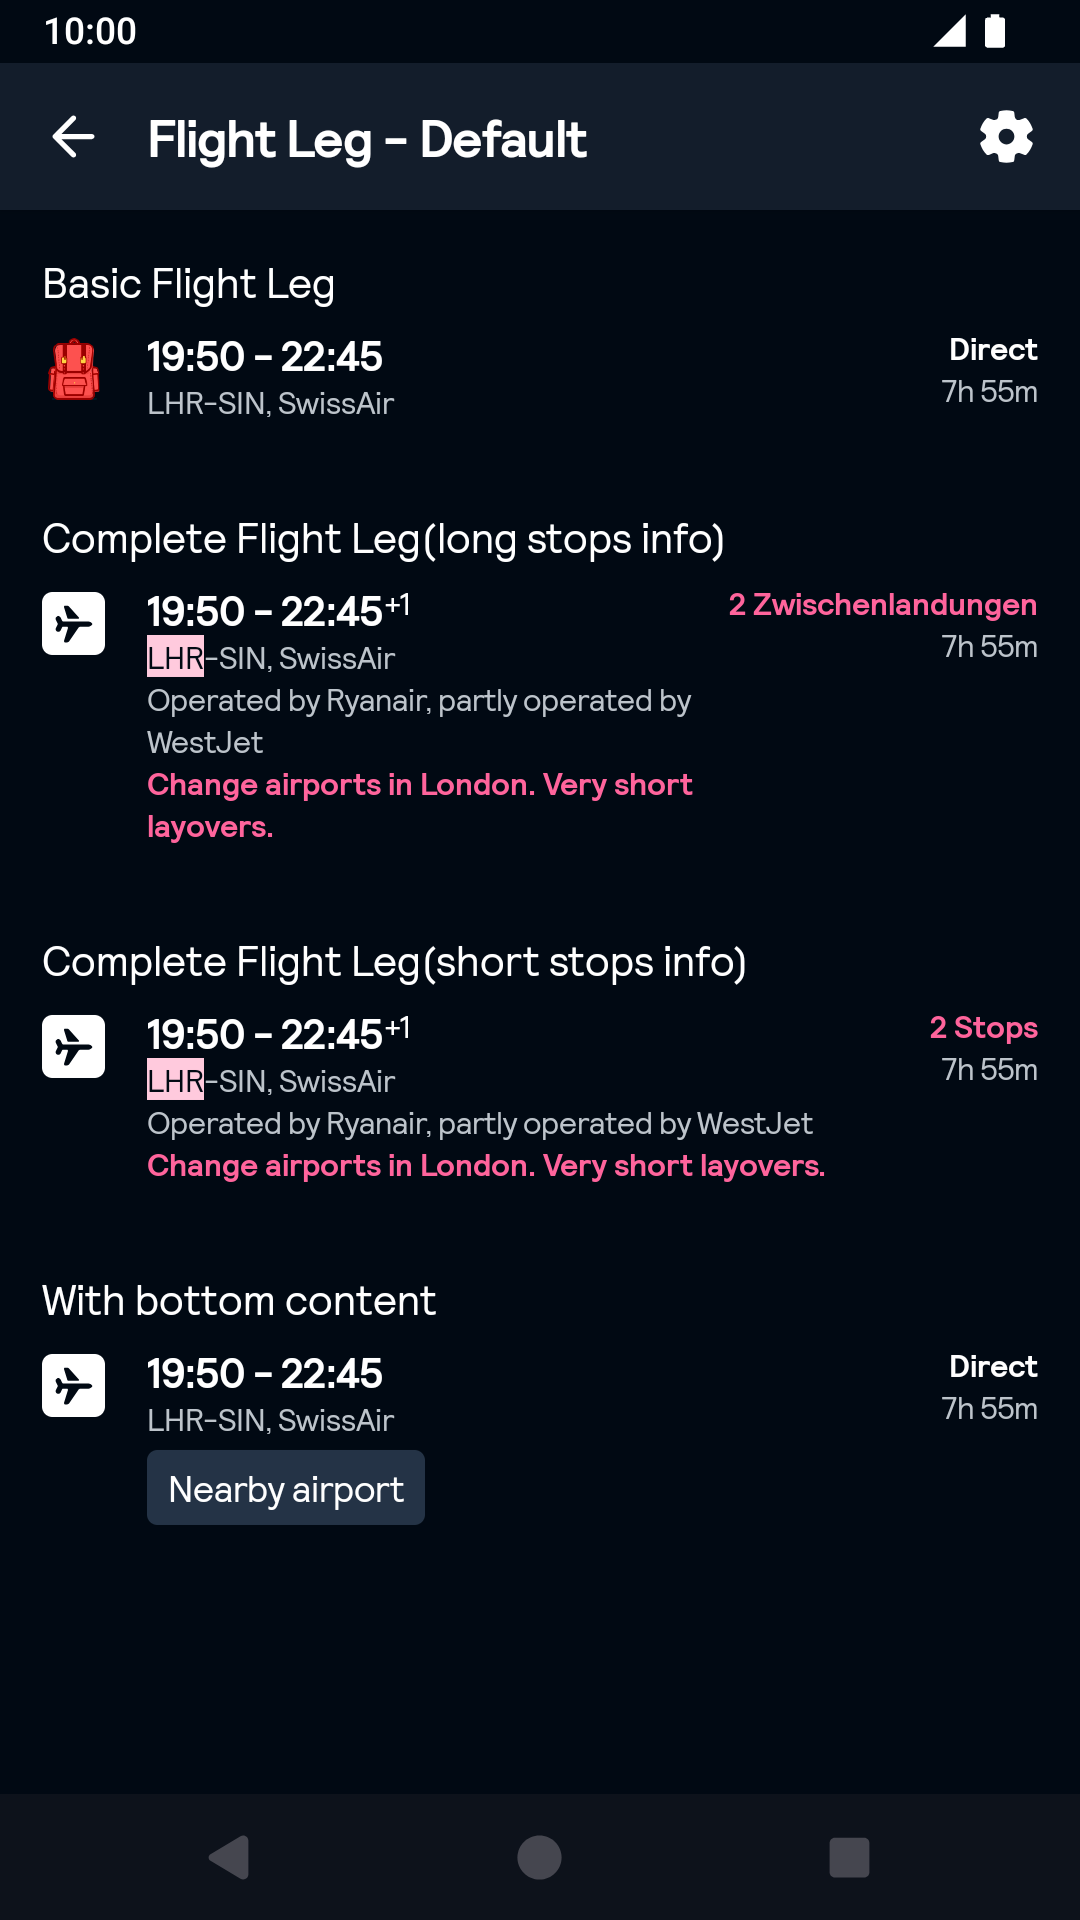 10:00
Flight Leg - Default
Basic Flight Leg
19:50 – 22:45
Direct
LHR-SIN, SwissAir
7h 55m
Complete Flight Leg(long stops info)
19:50 – 22:45+1
2 Zwischenlandungen
LHR-SIN, SwissAir
7h 55m
Operated by Ryanair, partly operated by
WestJet
Change airports in London. Very short
layovers.
Complete Flight Leg(short stops info)
19:50 – 22:45+1
2 Stops
LHR-SIN, SwissAir
7h 55m
Operated by Ryanair, partly operated by WestJet
Change airports in London. Very short layovers.
With bottom content
19:50 – 22:45
Direct
LHR-SIN, SwissAir
7h 55m
Nearby airport